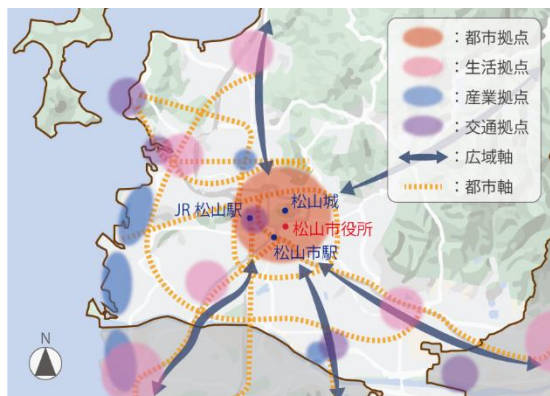 ：都市拠点
：生活拠点
：産業拠点
：交通拠点
：広域軸
：都市軸
松山城
JR 松山駅
松山市役所
松山市駅
N